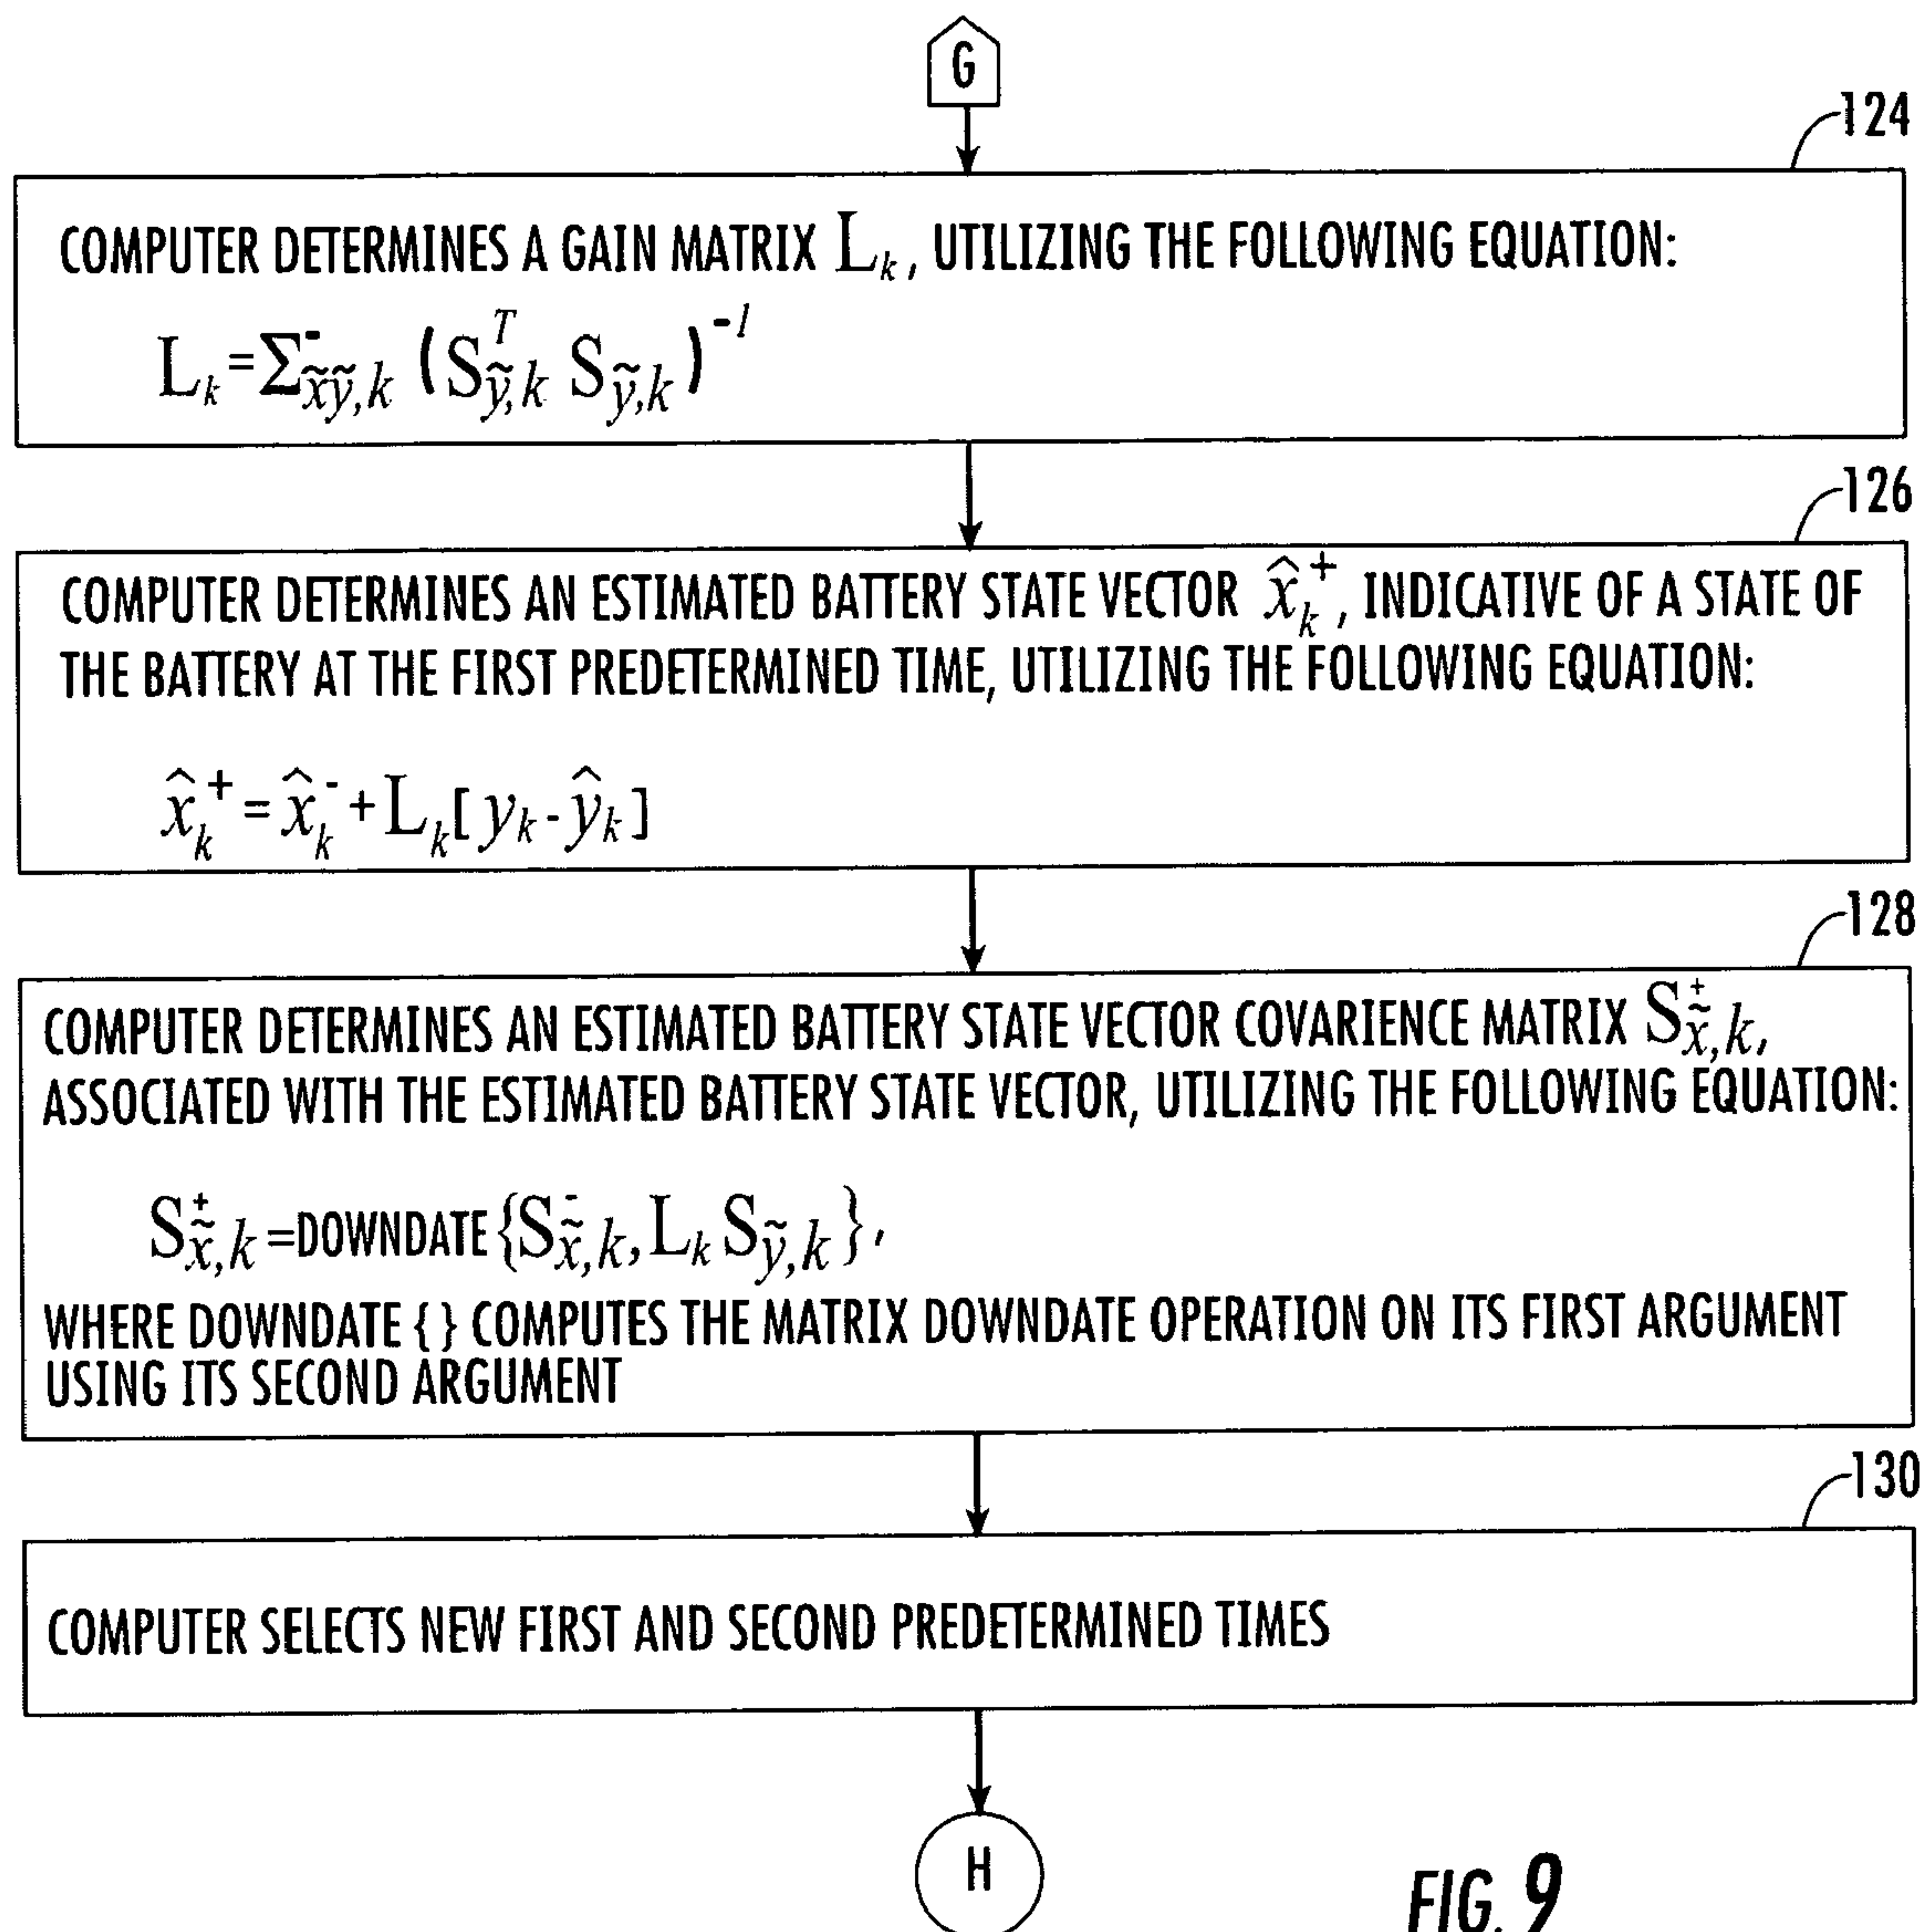 G
124
COMPUTER DETERMINES A GAIN MATRIX L_k, UTILIZING THE FOLLOWING EQUATION:
L_k = Σ^-_{x̃ỹ,k} (S^T_{ỹ,k} S_{ỹ,k})^{-1}
126
COMPUTER DETERMINES AN ESTIMATED BATTERY STATE VECTOR x̂_k^+, INDICATIVE OF A STATE OF
THE BATTERY AT THE FIRST PREDETERMINED TIME, UTILIZING THE FOLLOWING EQUATION:
x̂_k^+ = x̂_k^- + L_k[y_k - ŷ_k]
128
COMPUTER DETERMINES AN ESTIMATED BATTERY STATE VECTOR COVARIENCE MATRIX S^+_{x̃,k},
ASSOCIATED WITH THE ESTIMATED BATTERY STATE VECTOR, UTILIZING THE FOLLOWING EQUATION:
S^+_{x̃,k} = DOWNDATE {S^-_{x̃,k}, L_k S_{ỹ,k}},
WHERE DOWNDATE { } COMPUTES THE MATRIX DOWNDATE OPERATION ON ITS FIRST ARGUMENT
USING ITS SECOND ARGUMENT
130
COMPUTER SELECTS NEW FIRST AND SECOND PREDETERMINED TIMES
H
FIG. 9